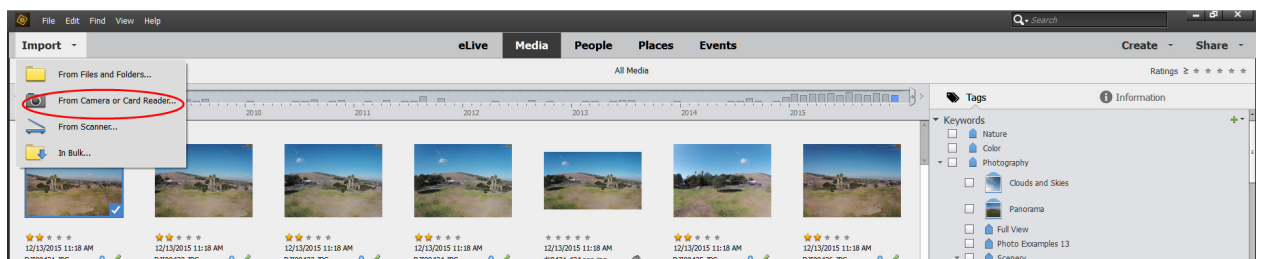 File Edit Find View Help
Search
Import
eLive Media People Places Events
Create Share
All Media
Ratings ≥
From Files and Folders...
From Camera or Card Reader...
From Scanner...
In Bulk...
2010 2011 2012 2013 2014 2015
Tags Information
Keywords
Nature
Color
Photography
Clouds and Skies
Panorama
Full View
Photo Exxamples 13
Scenery
12/13/2015 11:18 AM 12/13/2015 11:18 AM 12/13/2015 11:18 AM 12/13/2015 11:18 AM 12/13/2015 11:18 AM 12/13/2015 11:18 AM 12/13/2015 11:18 AM